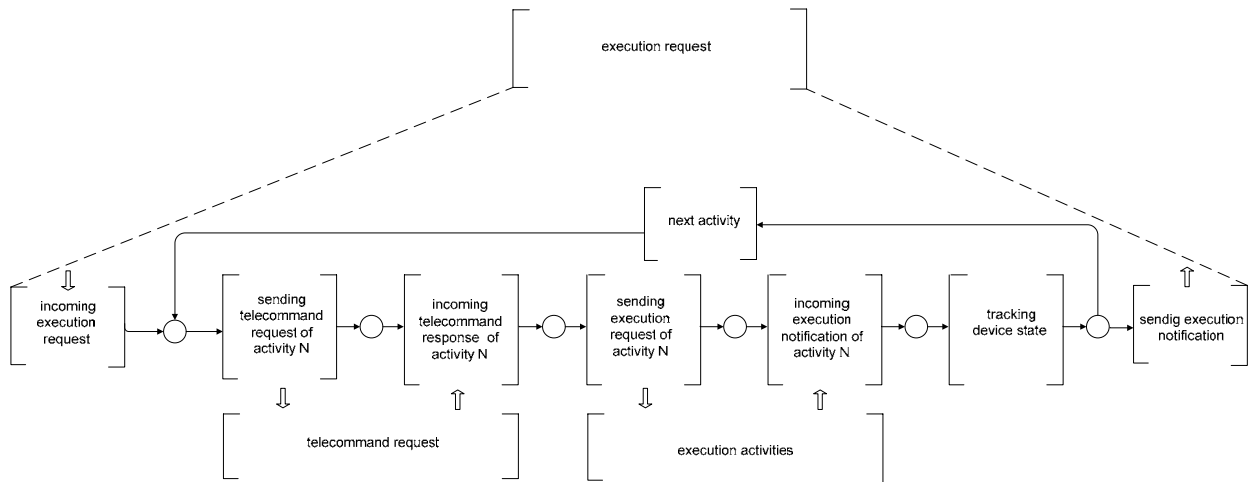 execution request
next activity
incoming
execution
request
sending
telecommand
request of
activity N
incoming
telecommand
response of
activity N
sending
execution
request of
activity N
incoming
execution
notification of
activity N
tracking
device state
sendig execution
notification
telecommand request
execution activities